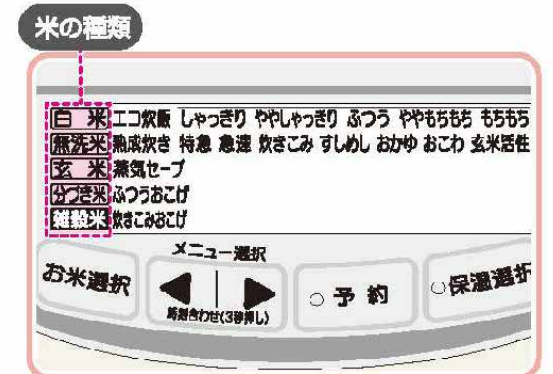 米の種類
白米 エコ炊飯 しゃっきり ややしゃっきり ふつう ややもちもち もちもち
無洗米 熟成炊き 特急 急速 炊きこみ すしめし おかゆ おこわ 玄米活性
玄米 蒸気セーブ
分づき米 ふつうおこげ
雑穀米 炊きこみおこげ
メニュー選択
お米選択
◀ ▶
時刻合わせ(3秒押し)
○予約
○保温選択